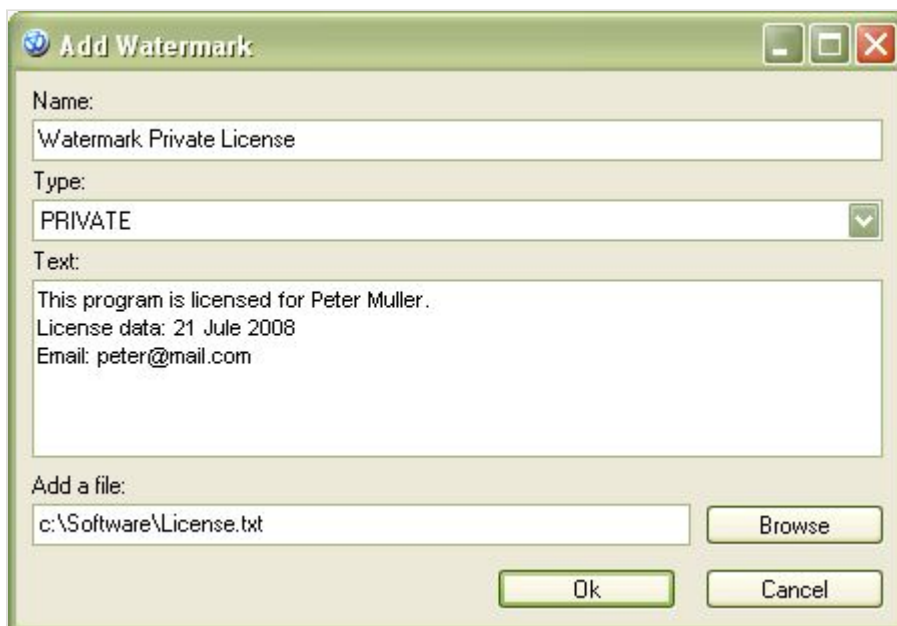 Add Watermark
Name:
Watermark Private License
Type:
PRIVATE
Text:
This program is licensed for Peter Muller.
License data: 21 Jule 2008
Email: peter@mail.com
Add a file:
c:\Software\License.txt
Browse
Ok
Cancel